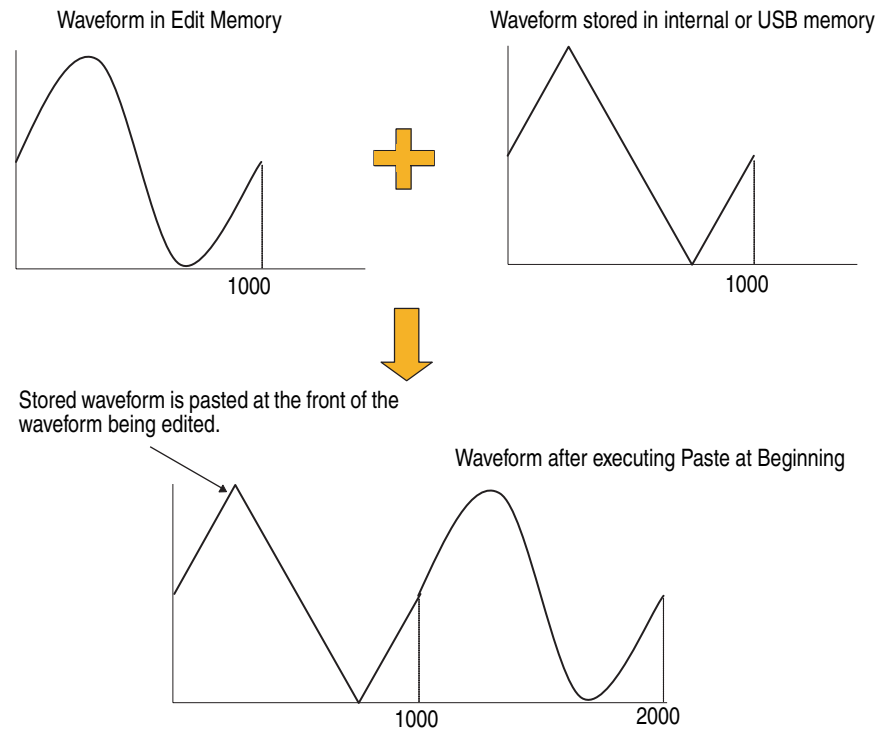 Waveform in Edit Memory
Waveform stored in internal or USB memory
1000
1000
Stored waveform is pasted at the front of the
waveform being edited.
Waveform after executing Paste at Beginning
1000
2000